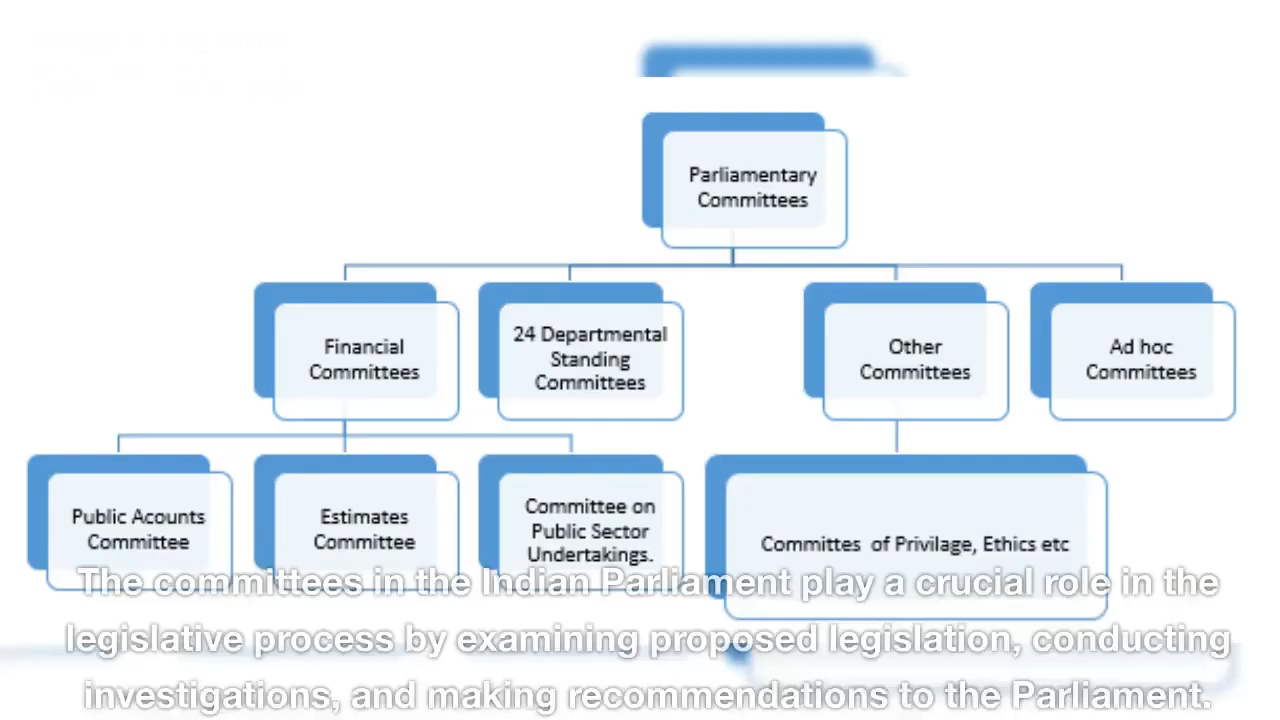 Parliamentary
Committees
Financial
Committees
24 Departmental
Standing
Committees
Other
Committees
Ad hoc
Committees
Public Acounts
Committee
Estimates
Committee
Committee on
Public Sector
Undertakings.
Committes of Privilage, Ethics etc
The committees in the Indian Parliament play a crucial role in the
legislative process by examining proposed legislation, conducting
investigations, and making recommendations to the Parliament.